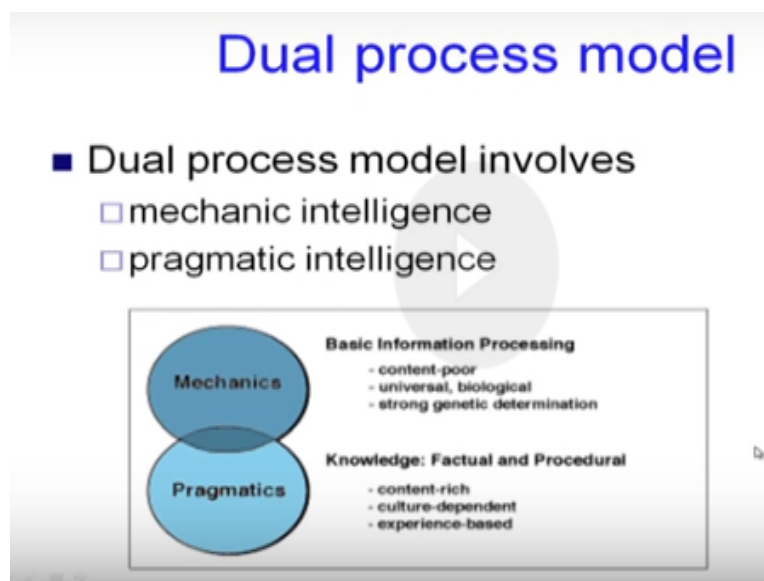 Dual process model
Dual process model involves
mechanic intelligence
pragmatic intelligence
Mechanics
Basic Information Processing
- content-poor
- universal, biological
- strong genetic determination
Pragmatics
Knowledge: Factual and Procedural
- content-rich
- culture-dependent
- experience-based